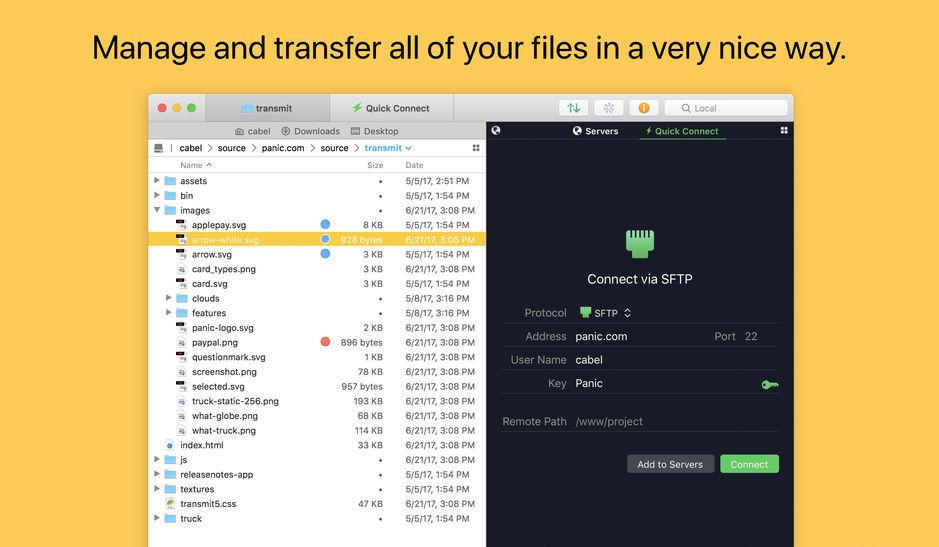 Manage and transfer all of your files in a very nice way.
transmit
Quick Connect
Local
cabel Downloads Desktop
cabel > source > panic.com > source > transmit
Name Size Date
assets • 5/5/17, 2:51 PM
bin • 5/5/17, 1:54 PM
images • 6/21/17, 3:08 PM
applepay.svg 8 KB 5/5/17, 1:54 PM
arrow-white.svg 928 bytes 6/21/17, 3:08 PM
arrow.svg 3 KB 5/5/17, 1:54 PM
card_types.png 3 KB 6/21/17, 3:08 PM
card.svg 3 KB 5/5/17, 1:54 PM
clouds • 5/8/17, 3:16 PM
features • 5/8/17, 3:16 PM
panic-logo.svg 2 KB 6/21/17, 3:08 PM
paypal.png 896 bytes 6/21/17, 3:08 PM
questionmark.svg 1 KB 6/21/17, 3:08 PM
screenshot.png 78 KB 6/21/17, 3:08 PM
selected.svg 957 bytes 6/21/17, 3:08 PM
truck-static-256.png 193 KB 6/21/17, 3:08 PM
what-globe.png 68 KB 6/21/17, 3:08 PM
what-truck.png 114 KB 6/21/17, 3:08 PM
index.html 33 KB 6/21/17, 3:08 PM
js • 6/21/17, 3:08 PM
releasenotes-app • 5/5/17, 1:54 PM
textures • 5/5/17, 1:54 PM
transmit5.css 47 KB 6/21/17, 3:08 PM
truck • 5/5/17, 1:54 PM
Servers Quick Connect
Connect via SFTP
Protocol SFTP
Address panic.com Port 22
User Name cabel
Key Panic
Remote Path /www/project
Add to Servers Connect